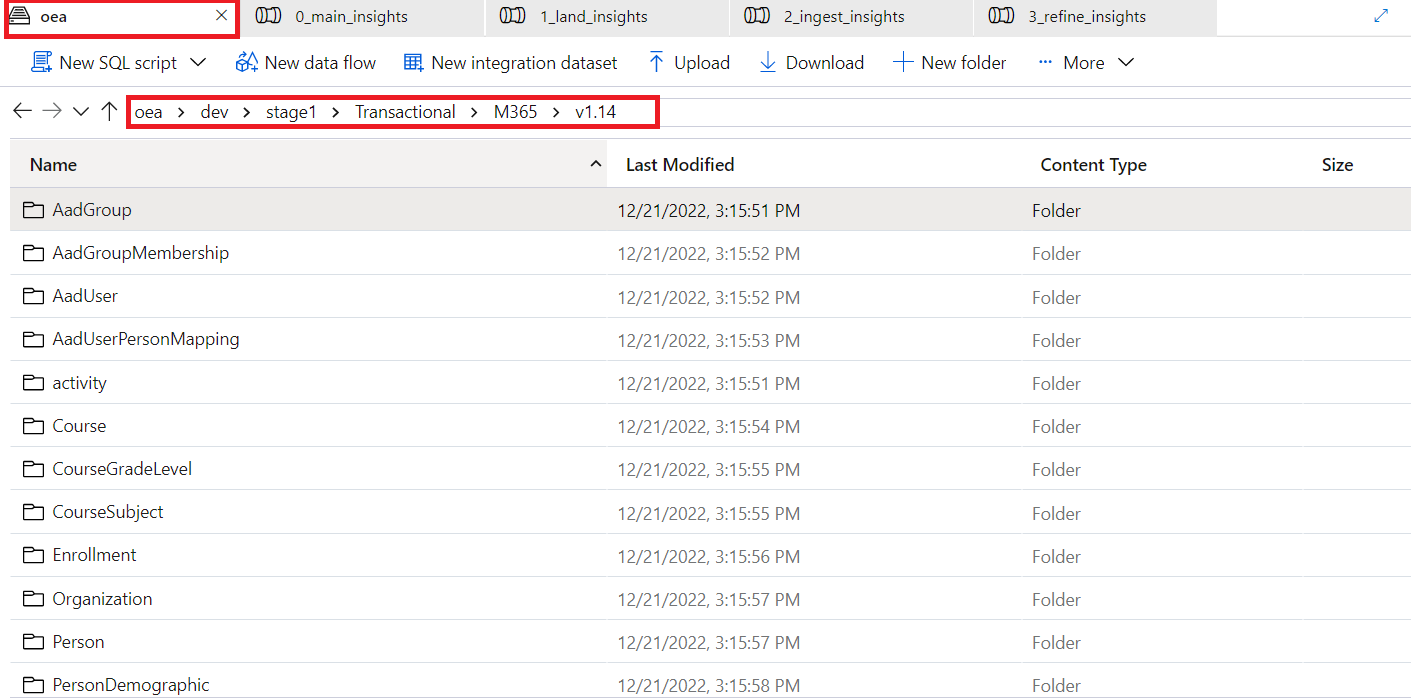 oea 0_main_insights 1_land_insights 2_ingest_insights 3_refine_insights
New SQL script New data flow New integration dataset Upload Download New folder More
oea > dev > stage1 > Transactional > M365 > v1.14
Name Last Modified Content Type Size
AadGroup 12/21/2022, 3:15:51 PM Folder
AadGroupMembership 12/21/2022, 3:15:52 PM Folder
AadUser 12/21/2022, 3:15:52 PM Folder
AadUserPersonMapping 12/21/2022, 3:15:53 PM Folder
activity 12/21/2022, 3:15:51 PM Folder
Course 12/21/2022, 3:15:54 PM Folder
CourseGradeLevel 12/21/2022, 3:15:55 PM Folder
CourseSubject 12/21/2022, 3:15:55 PM Folder
Enrollment 12/21/2022, 3:15:56 PM Folder
Organization 12/21/2022, 3:15:57 PM Folder
Person 12/21/2022, 3:15:57 PM Folder
PersonDemographic 12/21/2022, 3:15:58 PM Folder